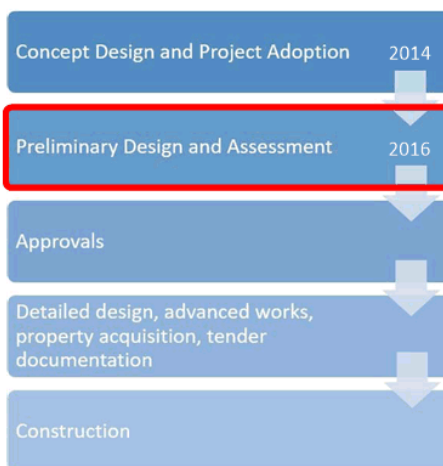 Concept Design and Project Adoption 2014
Preliminary Design and Assessment 2016
Approvals
Detailed design, advanced works,
property acquisition, tender
documentation
Construction